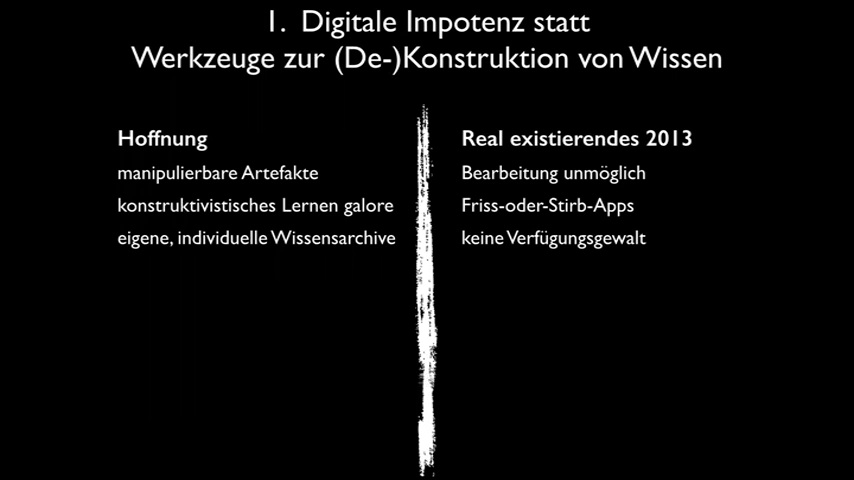 1. Digitale Impotenz statt
Werkzeuge zur (De-)Konstruktion von Wissen
Hoffnung
manipulierbare Artefakte
konstruktivistisches Lernen galore
eigene, individuelle Wissensarchive
Real existierendes 2013
Bearbeitung unmöglich
Friss-oder-Stirb-Apps
keine Verfügungsgewalt